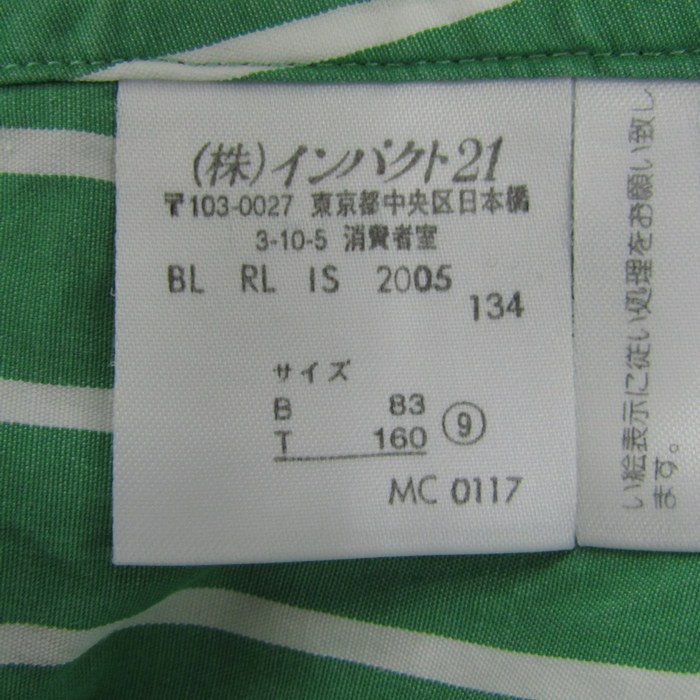 (株)インパクト21
〒103-0027 東京都中央区日本橋
3-10-5 消費者室
BL RL IS 2005
134
サイズ
B 83
T 160 ⑨
MC 0117
い絵表示に従い処理をお願い致し
ます。